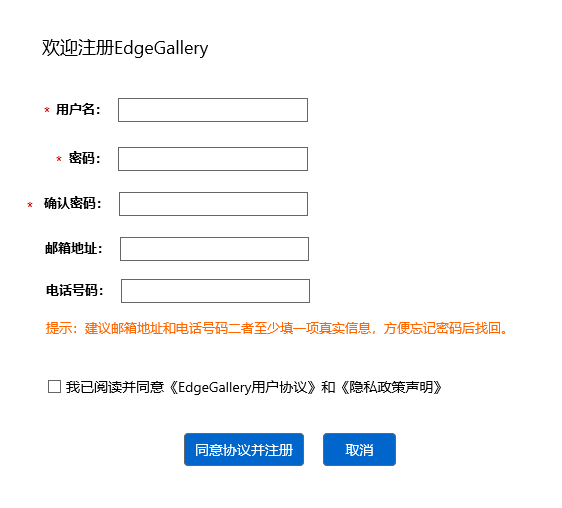 欢迎注册EdgeGallery
* 用户名：
* 密码：
* 确认密码：
邮箱地址：
电话号码：
提示：建议邮箱地址和电话号码二者至少填一项真实信息，方便忘记密码后找回。
我已阅读并同意《EdgeGallery用户协议》和《隐私政策声明》
同意协议并注册 取消